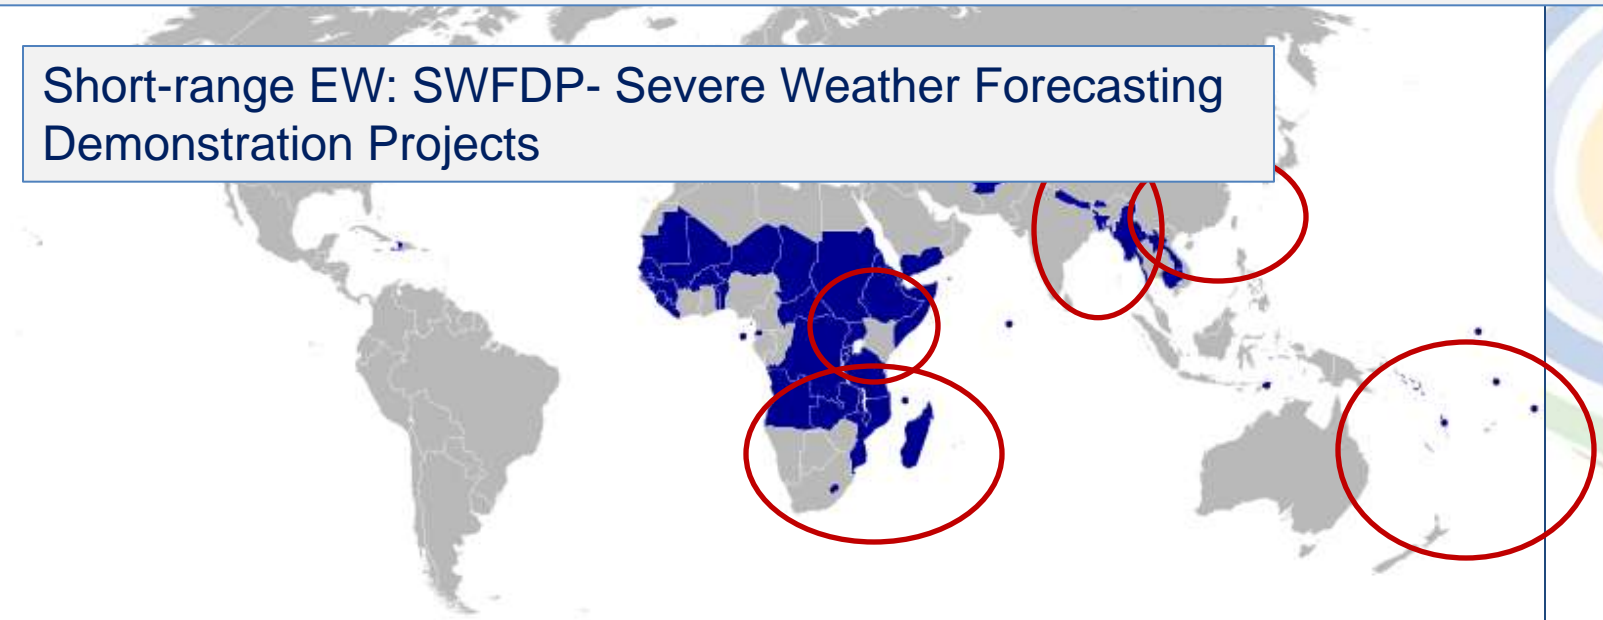 Short-range EW: SWFDP- Severe Weather Forecasting
Demonstration Projects